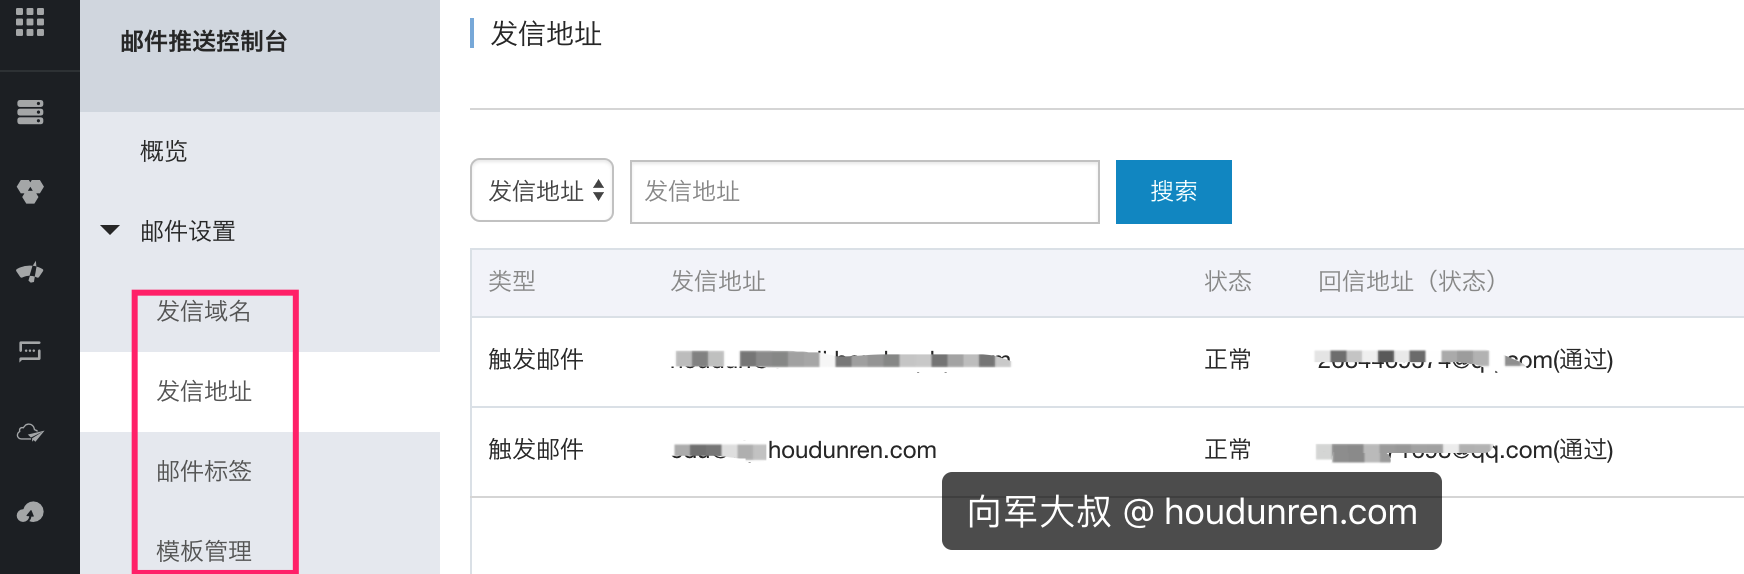 邮件推送控制台
概览
邮件设置
发信域名
发信地址
邮件标签
模板管理
发信地址
发信地址 发信地址 搜索
类型 发信地址 状态 回信地址（状态）
触发邮件 正常 .com(通过)
触发邮件 houdunren.com 正常 qq.com(通过)
向军大叔 @ houdunren.com